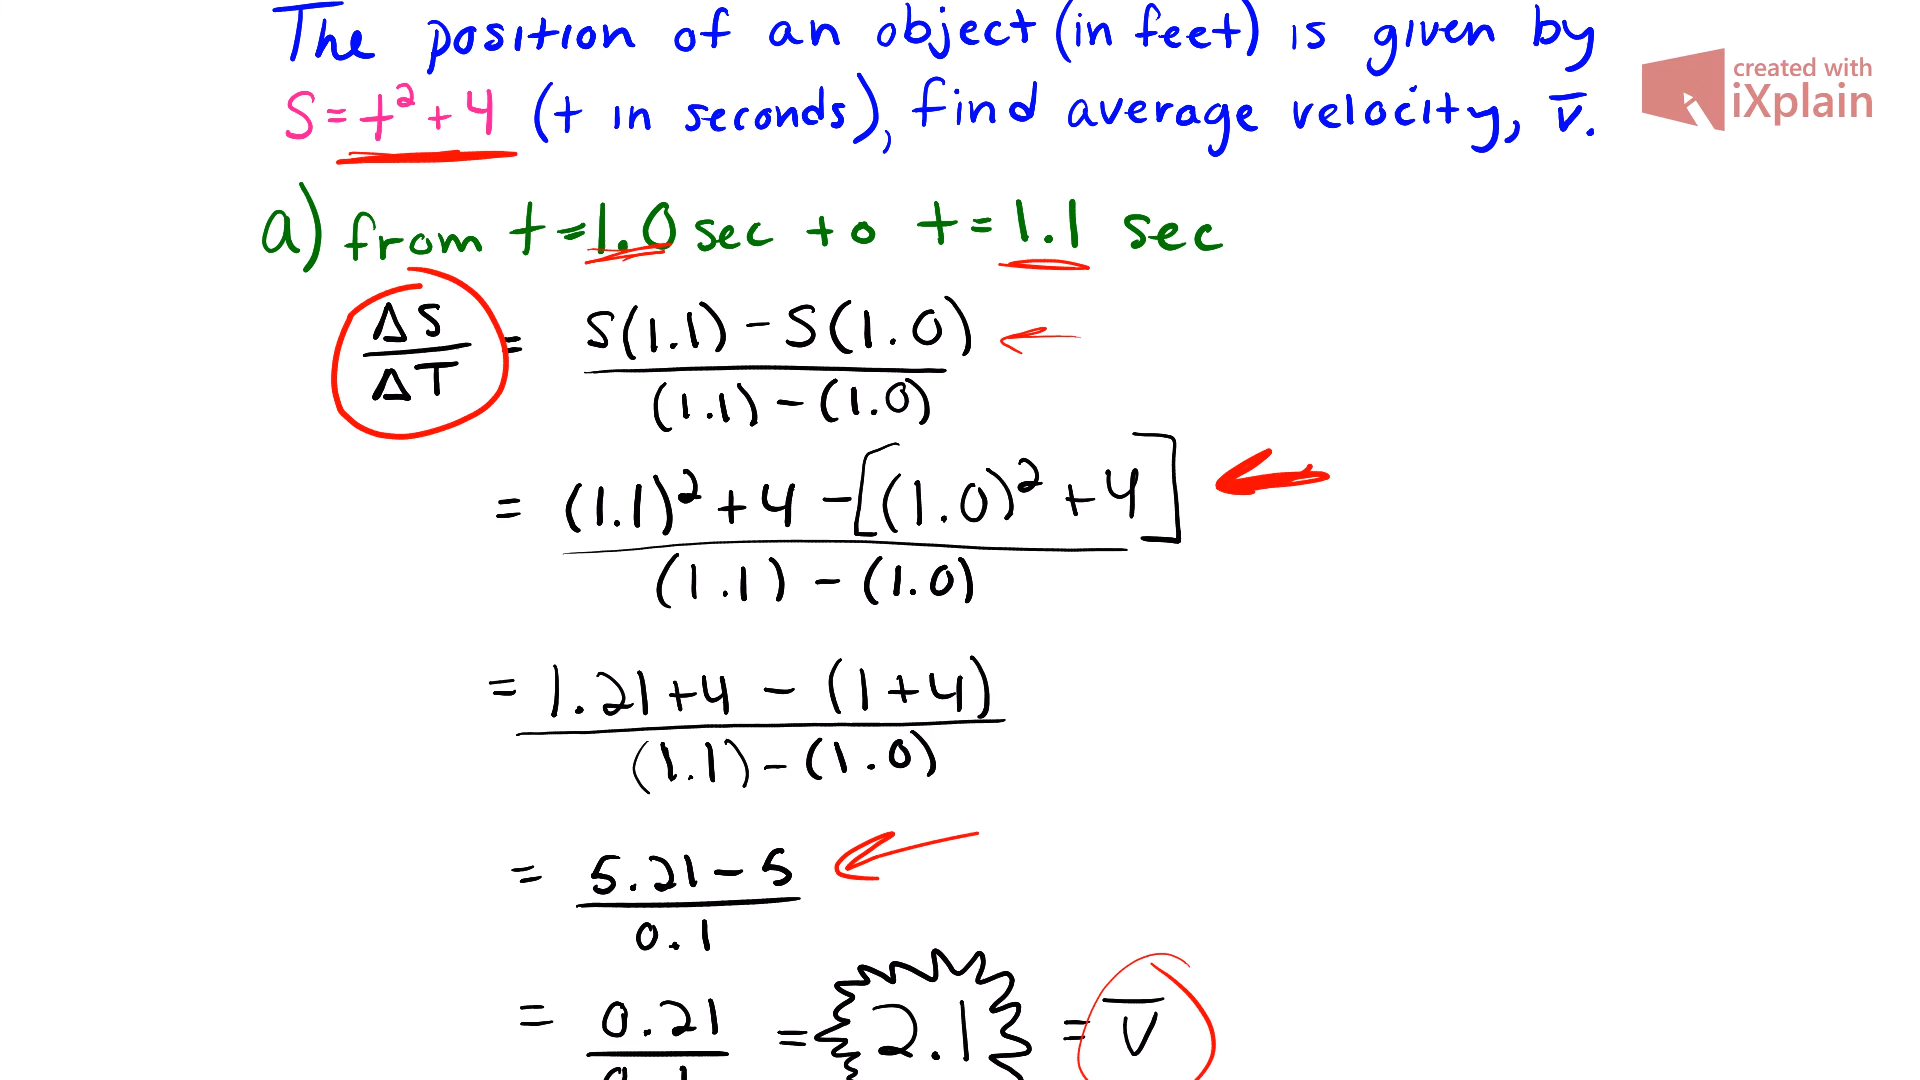 The position of an object (in feet) is given by
S = t² + 4 (t in seconds), find average velocity, v̅.
created with
iXplain
a) from t = 1.0 sec to t = 1.1 sec
ΔS/ΔT = S(1.1) - S(1.0)/(1.1) - (1.0)
= (1.1)² + 4 - [(1.0)² + 4]/(1.1) - (1.0)
= 1.21 + 4 - (1 + 4)/(1.1) - (1.0)
= 5.21 - 5/0.1
= 0.21/0.1 = 2.1 = V̅